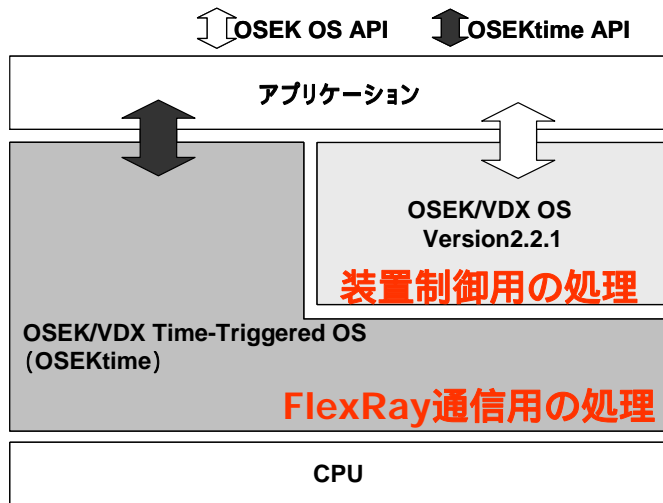 OSEK OS API
OSEKtime API
アプリケーション
OSEK/VDX OS
Version2.2.1
装置制御用の処理
OSEK/VDX Time-Triggered OS
(OSEKtime)
FlexRay通信用の処理
CPU